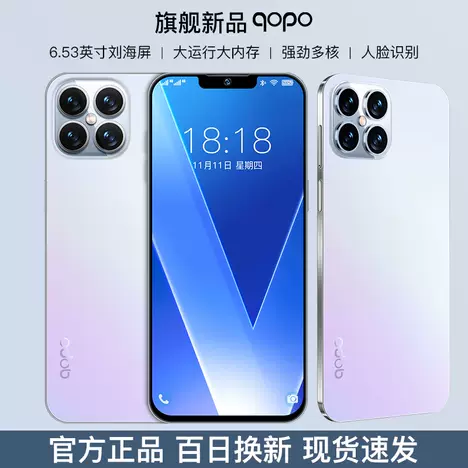 旗舰新品 qopo
6.53英寸刘海屏 | 大运行大内存 | 强劲多核 | 人脸识别
18:18
11月11日 星期四
qopo
qopo
官方正品 百日换新 现货速发